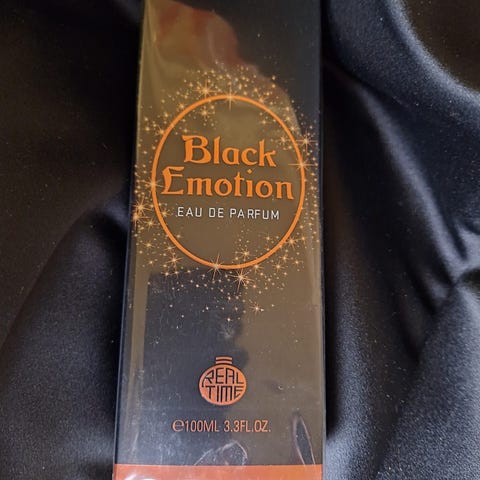 Black
Emotion
EAU DE PARFUM
REAL
TIME
℮100ML 3.3FL.OZ.